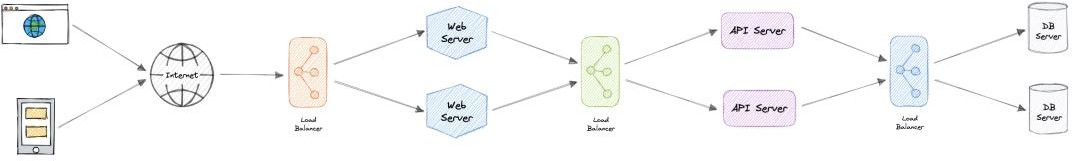 Internet
Load
Balancer
Web
Server
Web
Server
Load
Balancer
API Server
API Server
Load
Balancer
DB
Server
DB
Server